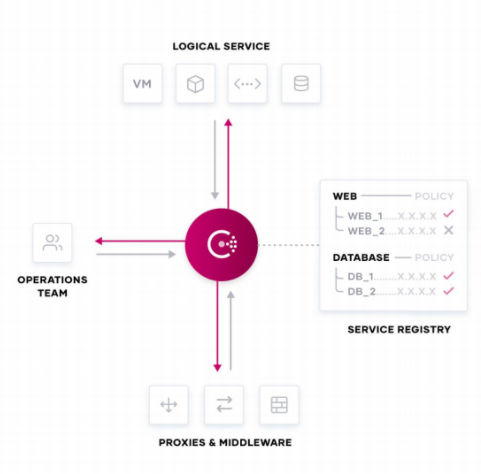 LOGICAL SERVICE
VM
WEB POLICY
WEB_1....X.X.X.X
WEB_2....X.X.X.X
DATABASE POLICY
DB_1.......X.X.X.X
DB_2......X.X.X.X
SERVICE REGISTRY
OPERATIONS
TEAM
PROXIES & MIDDLEWARE